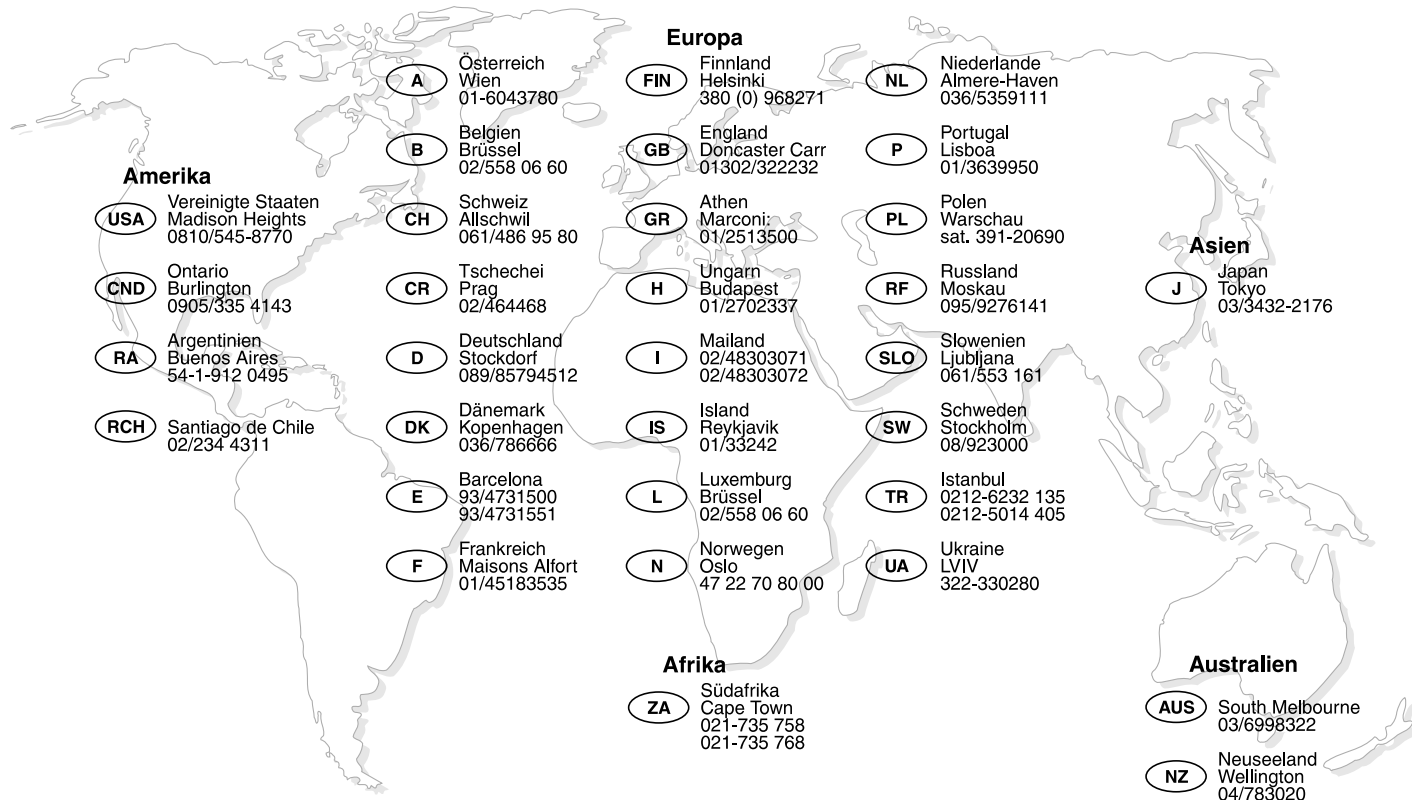 Amerika
USA
Vereinigte Staaten
Madison Heights
0810/545-8770
CND
Ontario
Burlington
0905/335 4143
RA
Argentinien
Buenos Aires
54-1-912 0495
RCH
Santiago de Chile
02/234 4311
Europa
A
Österreich
Wien
01-6043780
B
Belgien
Brüssel
02/558 06 60
CH
Schweiz
Allschwil
061/486 95 80
CR
Tschechei
Prag
02/464468
D
Deutschland
Stockdorf
089/85794512
DK
Dänemark
Kopenhagen
036/786666
E
Barcelona
93/4731500
93/4731551
F
Frankreich
Maisons Alfort
01/45183535
FIN
Finnland
Helsinki
380 (0) 968271
GB
England
Doncaster Carr
01302/322232
GR
Athen
Marconi:
01/2513500
H
Ungarn
Budapest
01/2702337
I
Mailand
02/48303071
02/48303072
IS
Island
Reykjavik
01/33242
L
Luxemburg
Brüssel
02/558 06 60
N
Norwegen
Oslo
47 22 70 80 00
NL
Niederlande
Almere-Haven
036/5359111
P
Portugal
Lisboa
01/3639950
PL
Polen
Warschau
sat. 391-20690
RF
Russland
Moskau
095/9276141
SLO
Slowenien
Ljubljana
061/553 161
SW
Schweden
Stockholm
08/923000
TR
Istanbul
0212-6232 135
0212-5014 405
UA
Ukraine
LVIV
322-330280
Afrika
ZA
Südafrika
Cape Town
021-735 758
021-735 768
Asien
J
Japan
Tokyo
03/3432-2176
Australien
AUS
South Melbourne
03/6998322
NZ
Neuseeland
Wellington
04/783020